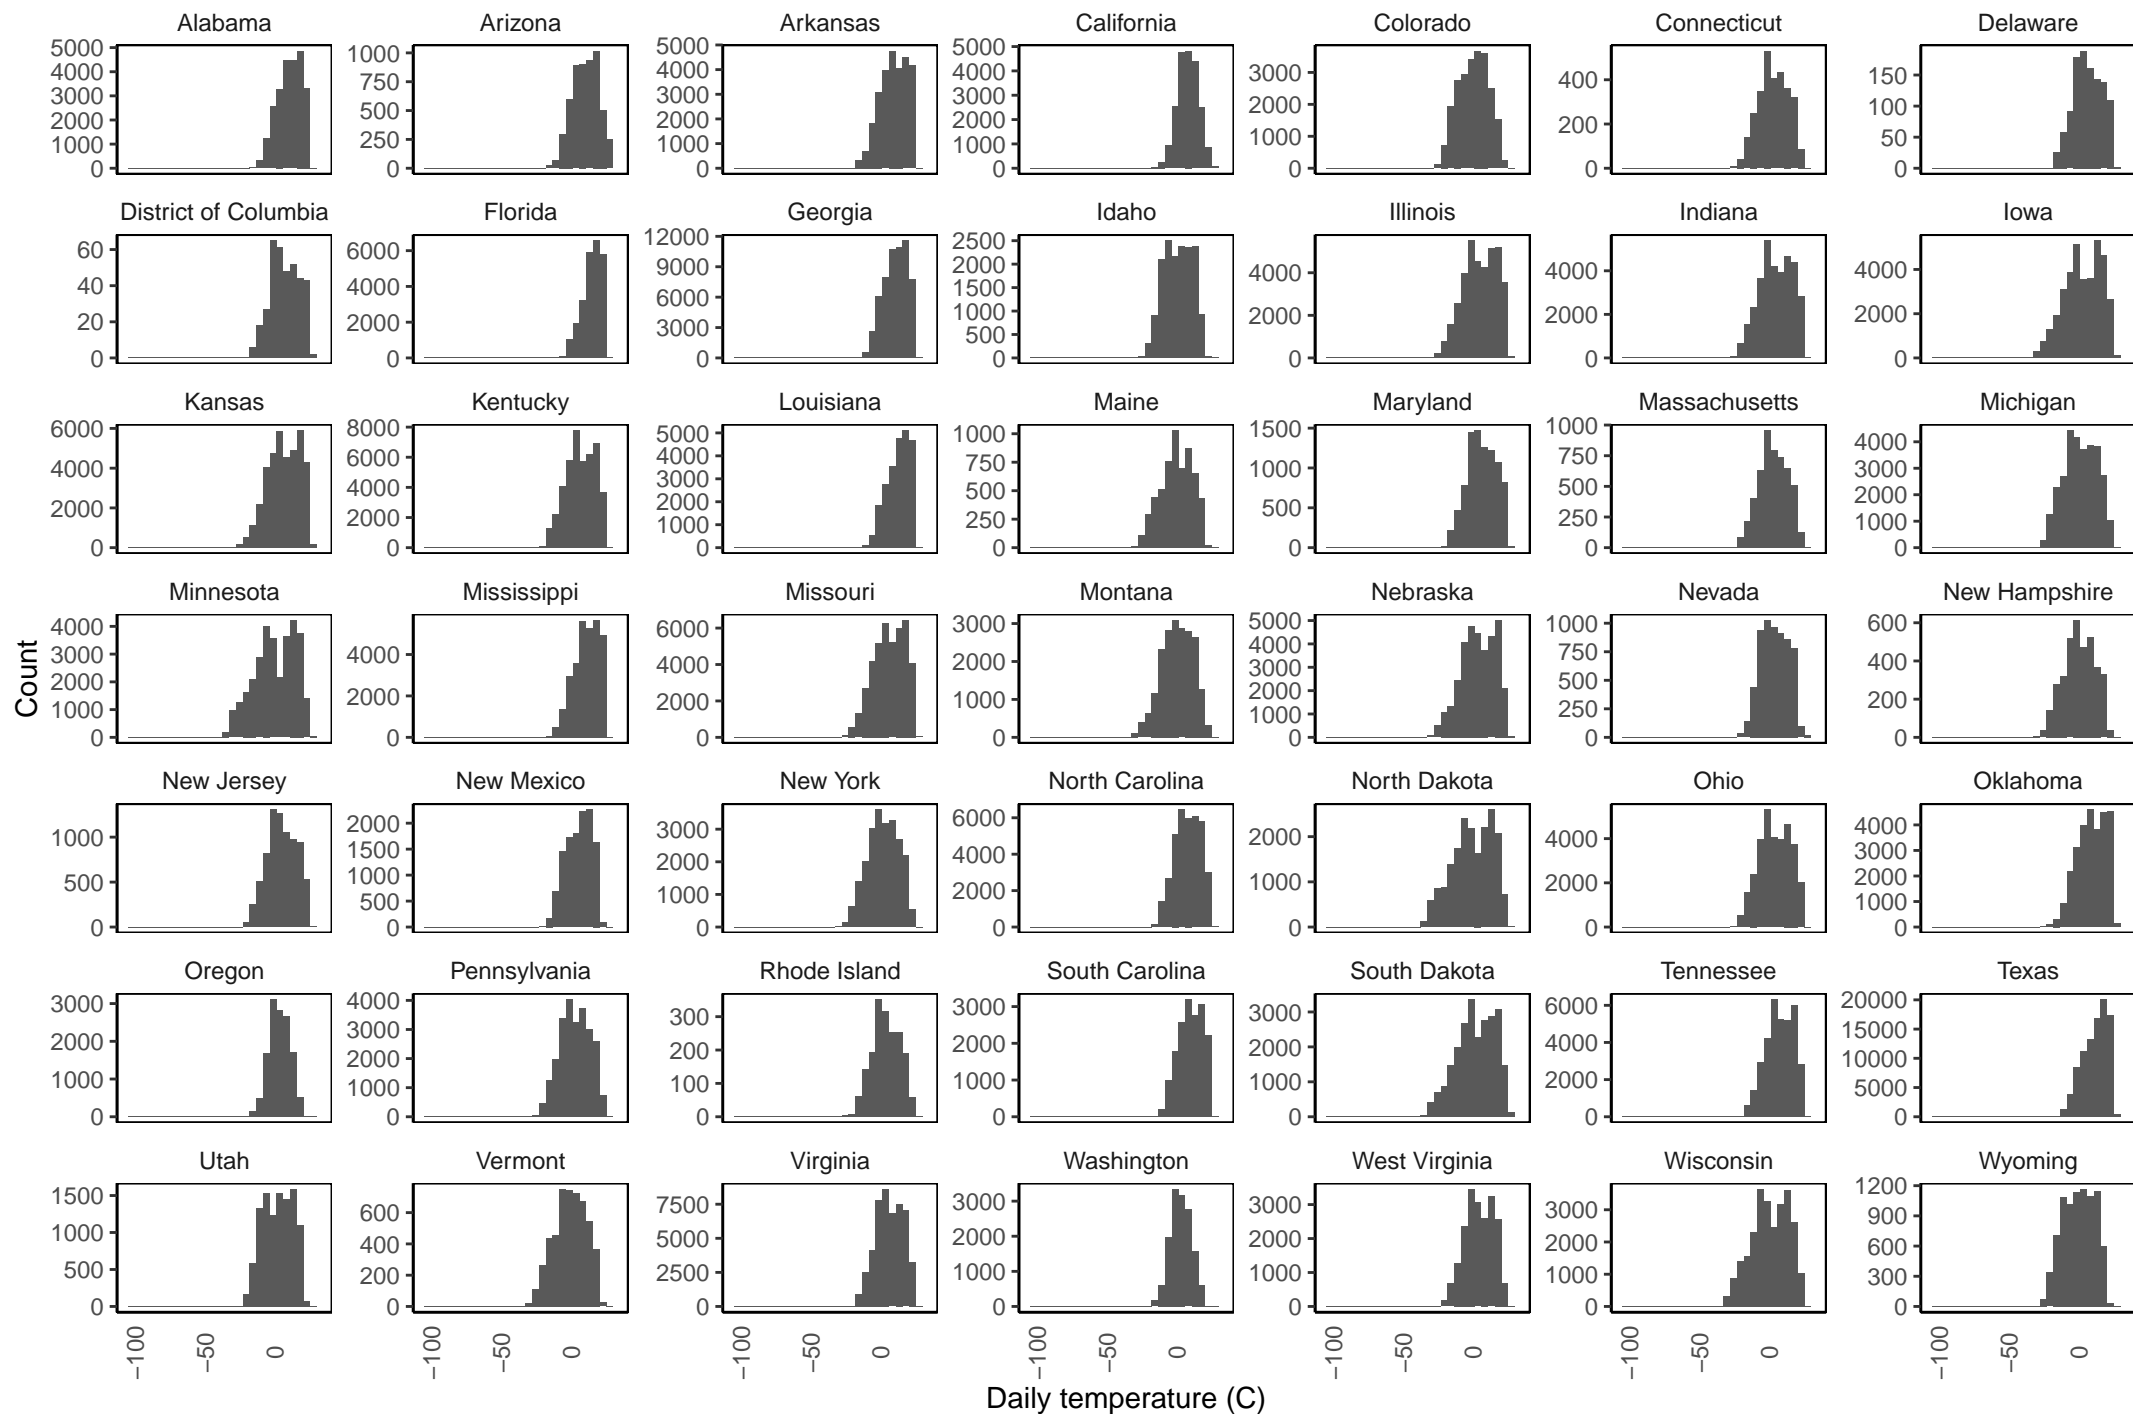 Alabama Arizona Arkansas California Colorado Connecticut Delaware
5000 4000 3000 2000 1000 0
1000 750 500 250 0
5000 4000 3000 2000 1000 0
5000 4000 3000 2000 1000 0
3000 2000 1000 0
400 200 0
150 100 50 0
District of Columbia Florida Georgia Idaho Illinois Indiana Iowa
60 40 20 0
6000 4000 2000 0
12000 9000 6000 3000 0
2500 2000 1500 1000 500 0
4000 2000 0
4000 2000 0
4000 2000 0
Kansas Kentucky Louisiana Maine Maryland Massachusetts Michigan
6000 4000 2000 0
8000 6000 4000 2000 0
5000 4000 3000 2000 1000 0
1000 750 500 250 0
1500 1000 500 0
1000 750 500 250 0
4000 3000 2000 1000 0
Minnesota Mississippi Missouri Montana Nebraska Nevada New Hampshire
4000 3000 2000 1000 0
4000 2000 0
6000 4000 2000 0
3000 2000 1000 0
5000 4000 3000 2000 1000 0
1000 750 500 250 0
600 400 200 0
Count
New Jersey New Mexico New York North Carolina North Dakota Ohio Oklahoma
1000 500 0
2000 1500 1000 500 0
3000 2000 1000 0
6000 4000 2000 0
2000 1000 0
4000 2000 0
4000 3000 2000 1000 0
Oregon Pennsylvania Rhode Island South Carolina South Dakota Tennessee Texas
3000 2000 1000 0
4000 3000 2000 1000 0
300 200 100 0
3000 2000 1000 0
3000 2000 1000 0
6000 4000 2000 0
20000 15000 10000 5000 0
Utah Vermont Virginia Washington West Virginia Wisconsin Wyoming
1500 1000 500 0
600 400 200 0
7500 5000 2500 0
3000 2000 1000 0
3000 2000 1000 0
3000 2000 1000 0
1200 900 600 300 0
−100 −50 0 −100 −50 0 −100 −50 0 −100 −50 0 −100 −50 0 −100 −50 0 −100 −50 0
Daily temperature (C)